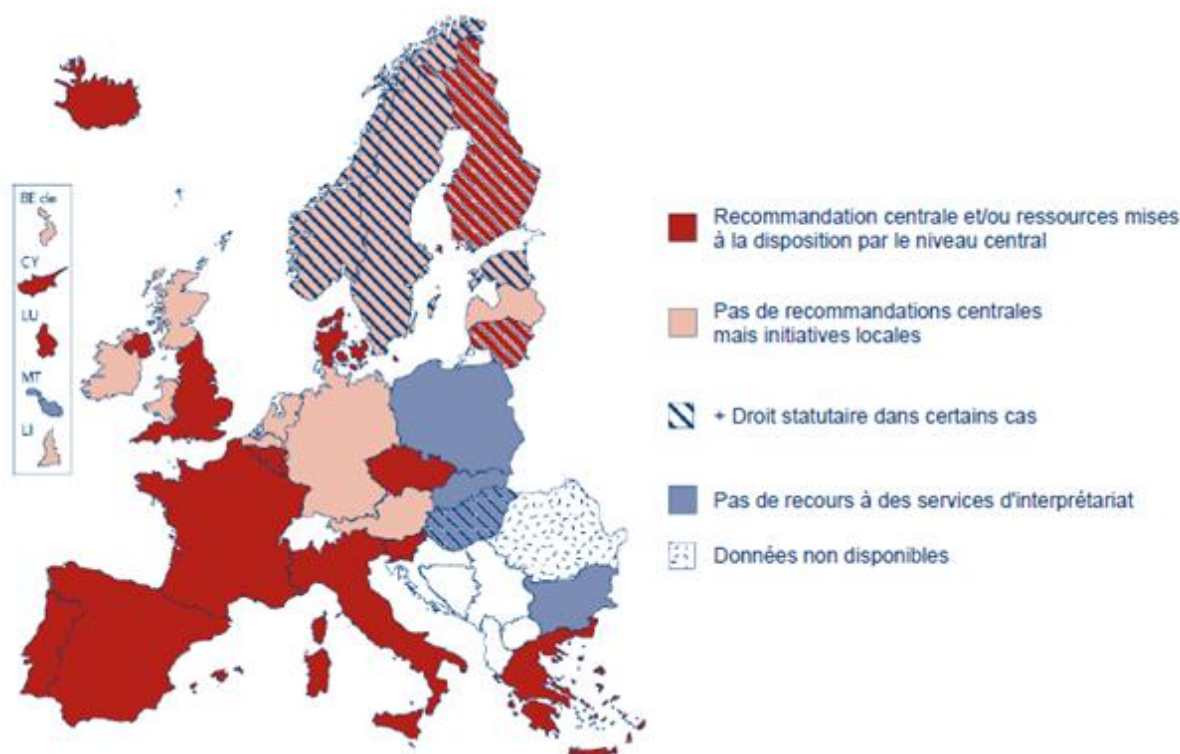 BE de
CY
LU
MT
LI
Recommandation centrale et/ou ressources mises
à la disposition par le niveau central
Pas de recommandations centrales
mais initiatives locales
+ Droit statutaire dans certains cas
Pas de recours à des services d'interprétariat
Données non disponibles